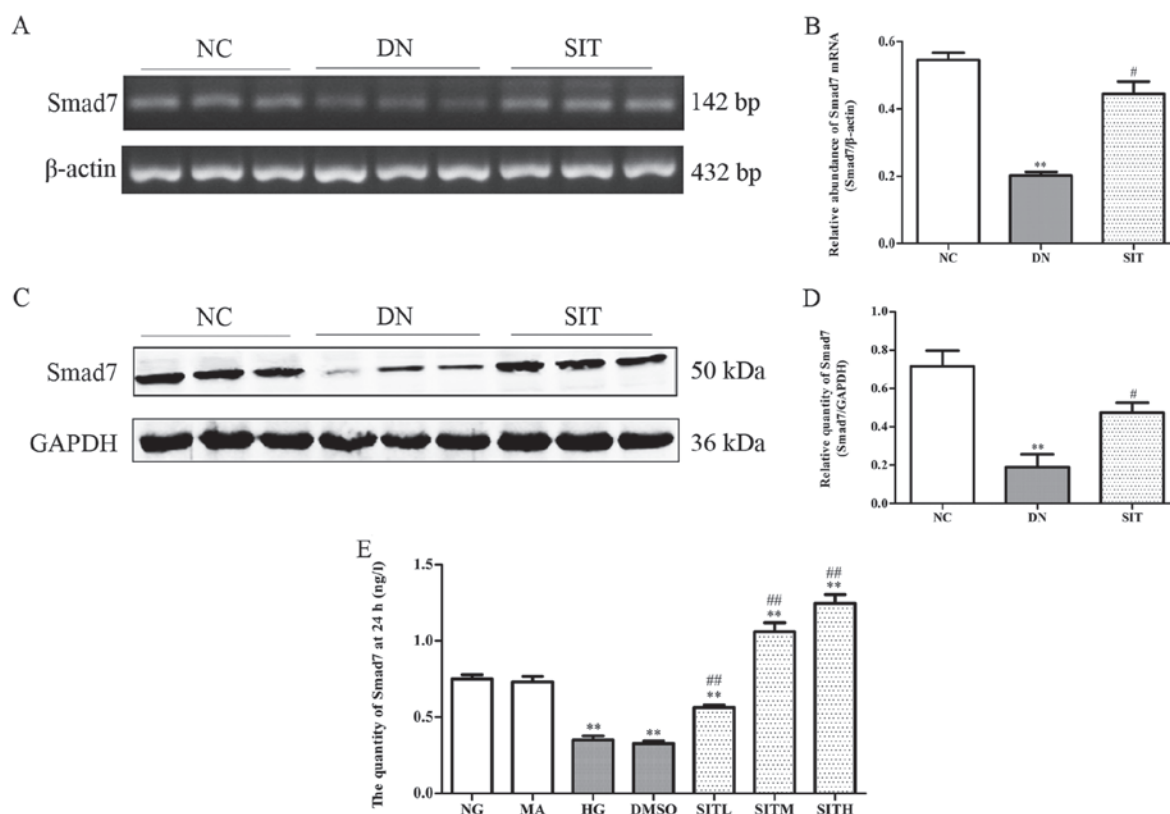 A
NC DN SIT
Smad7 142 bp
β-actin 432 bp
B
Relative abundance of Smad7 mRNA
(Smad7/β-actin)
0.6
0.4
0.2
0.0
**
#
NC DN SIT
C
NC DN SIT
Smad7 50 kDa
GAPDH 36 kDa
D
Relative quantity of Smad7
(Smad7/GAPDH)
1.0
0.8
0.6
0.4
0.2
0.0
**
#
NC DN SIT
E
The quantity of Smad7 at 24 h (ng/l)
1.5
1.0
0.5
0.0
** ** ## ** ## ** ## **
NG MA HG DMSO SITL SITM SITH